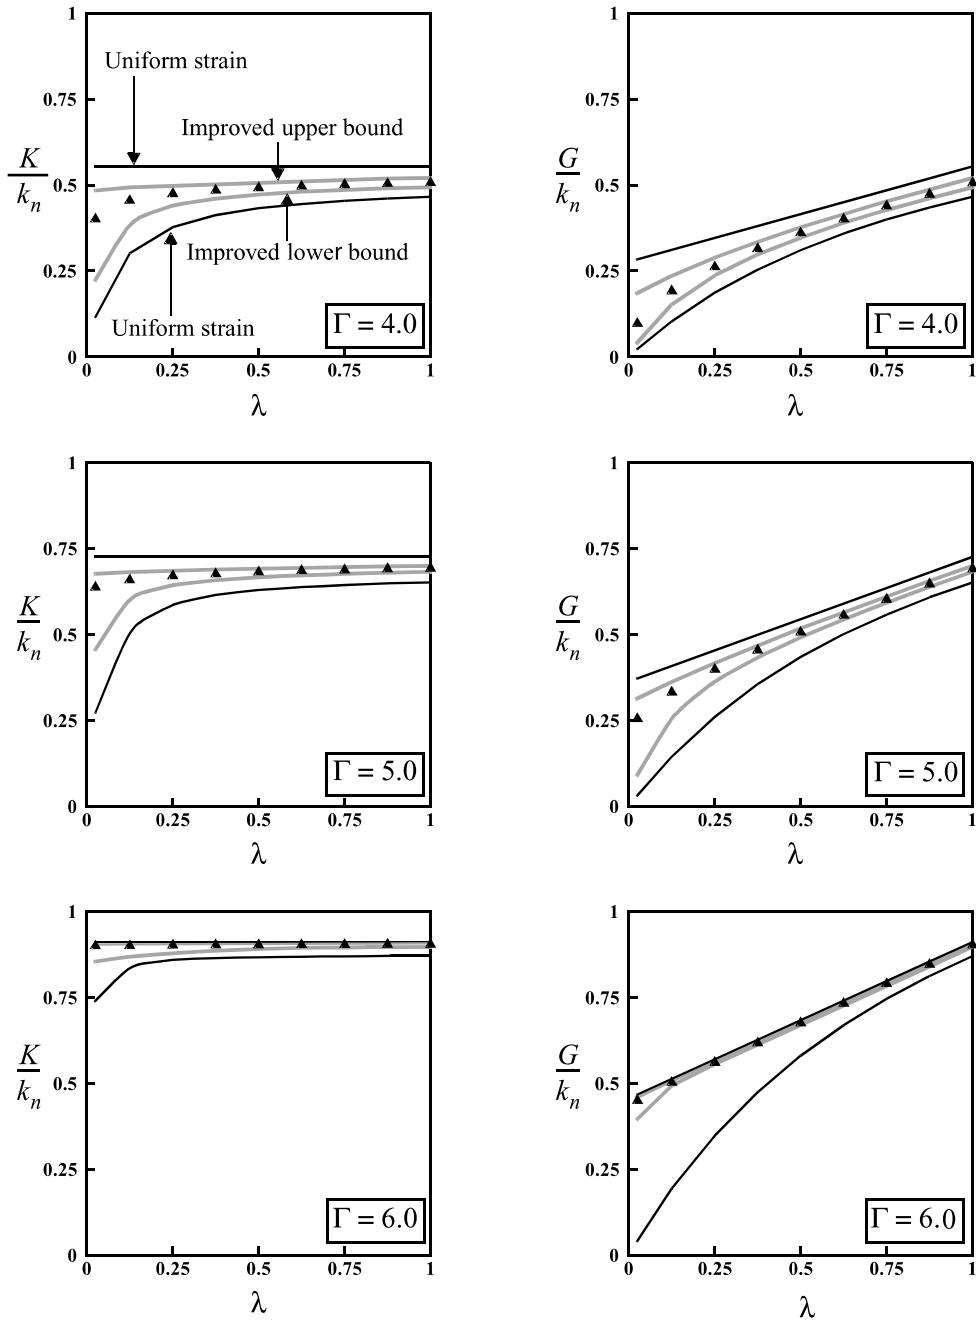 1
Uniform strain
0.75
Improved upper bound
K
k_n
0.5
0.25
Improved lower bound
Uniform strain
Γ = 4.0
0
0 0.25 0.5 0.75 1
λ
1
0.75
G
k_n
0.5
0.25
Γ = 4.0
0
0 0.25 0.5 0.75 1
λ
1
0.75
K
k_n
0.5
0.25
Γ = 5.0
0
0 0.25 0.5 0.75 1
λ
1
0.75
G
k_n
0.5
0.25
Γ = 5.0
0
0 0.25 0.5 0.75 1
λ
1
0.75
K
k_n
0.5
0.25
Γ = 6.0
0
0 0.25 0.5 0.75 1
λ
1
0.75
G
k_n
0.5
0.25
Γ = 6.0
0
0 0.25 0.5 0.75 1
λ